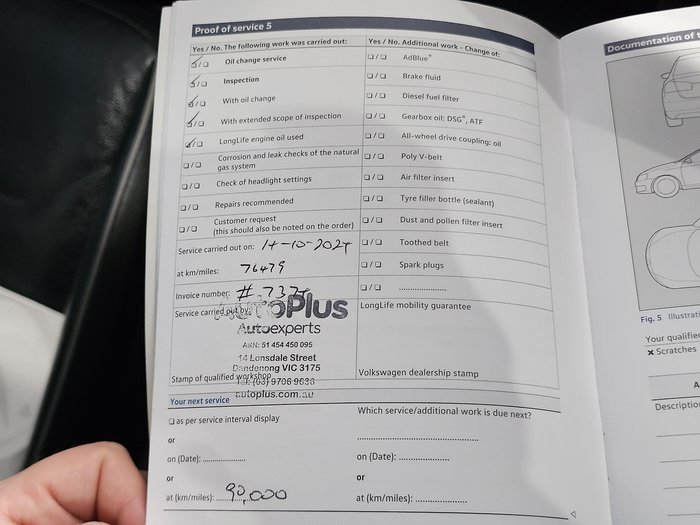 Proof of service 5
Yes / No. The following work was carried out:
☑ / ☐ Oil change service
☑ / ☐ Inspection
☑ / ☐ With oil change
☑ / ☐ With extended scope of inspection
☑ / ☐ LongLife engine oil used
☐ / ☐ Corrosion and leak checks of the natural
gas system
☐ / ☐ Check of headlight settings
☐ / ☐ Repairs recommended
☐ / ☐ Customer request
(this should also be noted on the order)
Service carried out on: 14-10-2024
at km/miles: 76479
Invoice number:
Service carried out by:
AutoPlus
Autoexperts
ABN: 51 454 450 095
14 Lonsdale Street
Dandenong VIC 3175
Stamp of qualified workshop
Tel: (03) 9706 9636
autoplus.com.au
Yes / No. Additional work - Change of:
☐ / ☐ AdBlue®
☐ / ☐ Brake fluid
☐ / ☐ Diesel fuel filter
☐ / ☐ Gearbox oil: DSG®, ATF
☐ / ☐ All-wheel drive coupling: oil
☐ / ☐ Poly V-belt
☐ / ☐ Air filter insert
☐ / ☐ Tyre filler bottle (sealant)
☐ / ☐ Dust and pollen filter insert
☐ / ☐ Toothed belt
☐ / ☐ Spark plugs
☐ / ☐ ....................
LongLife mobility guarantee
Volkswagen dealership stamp
Your next service
☐ as per service interval display
or
on (Date): ...............
or
at (km/miles): 90,000
Which service/additional work is due next?
...........................................
on (Date): ..................
or
at (km/miles): ..................
Documentation of
Fig. 5
Your qualified
× Scratches